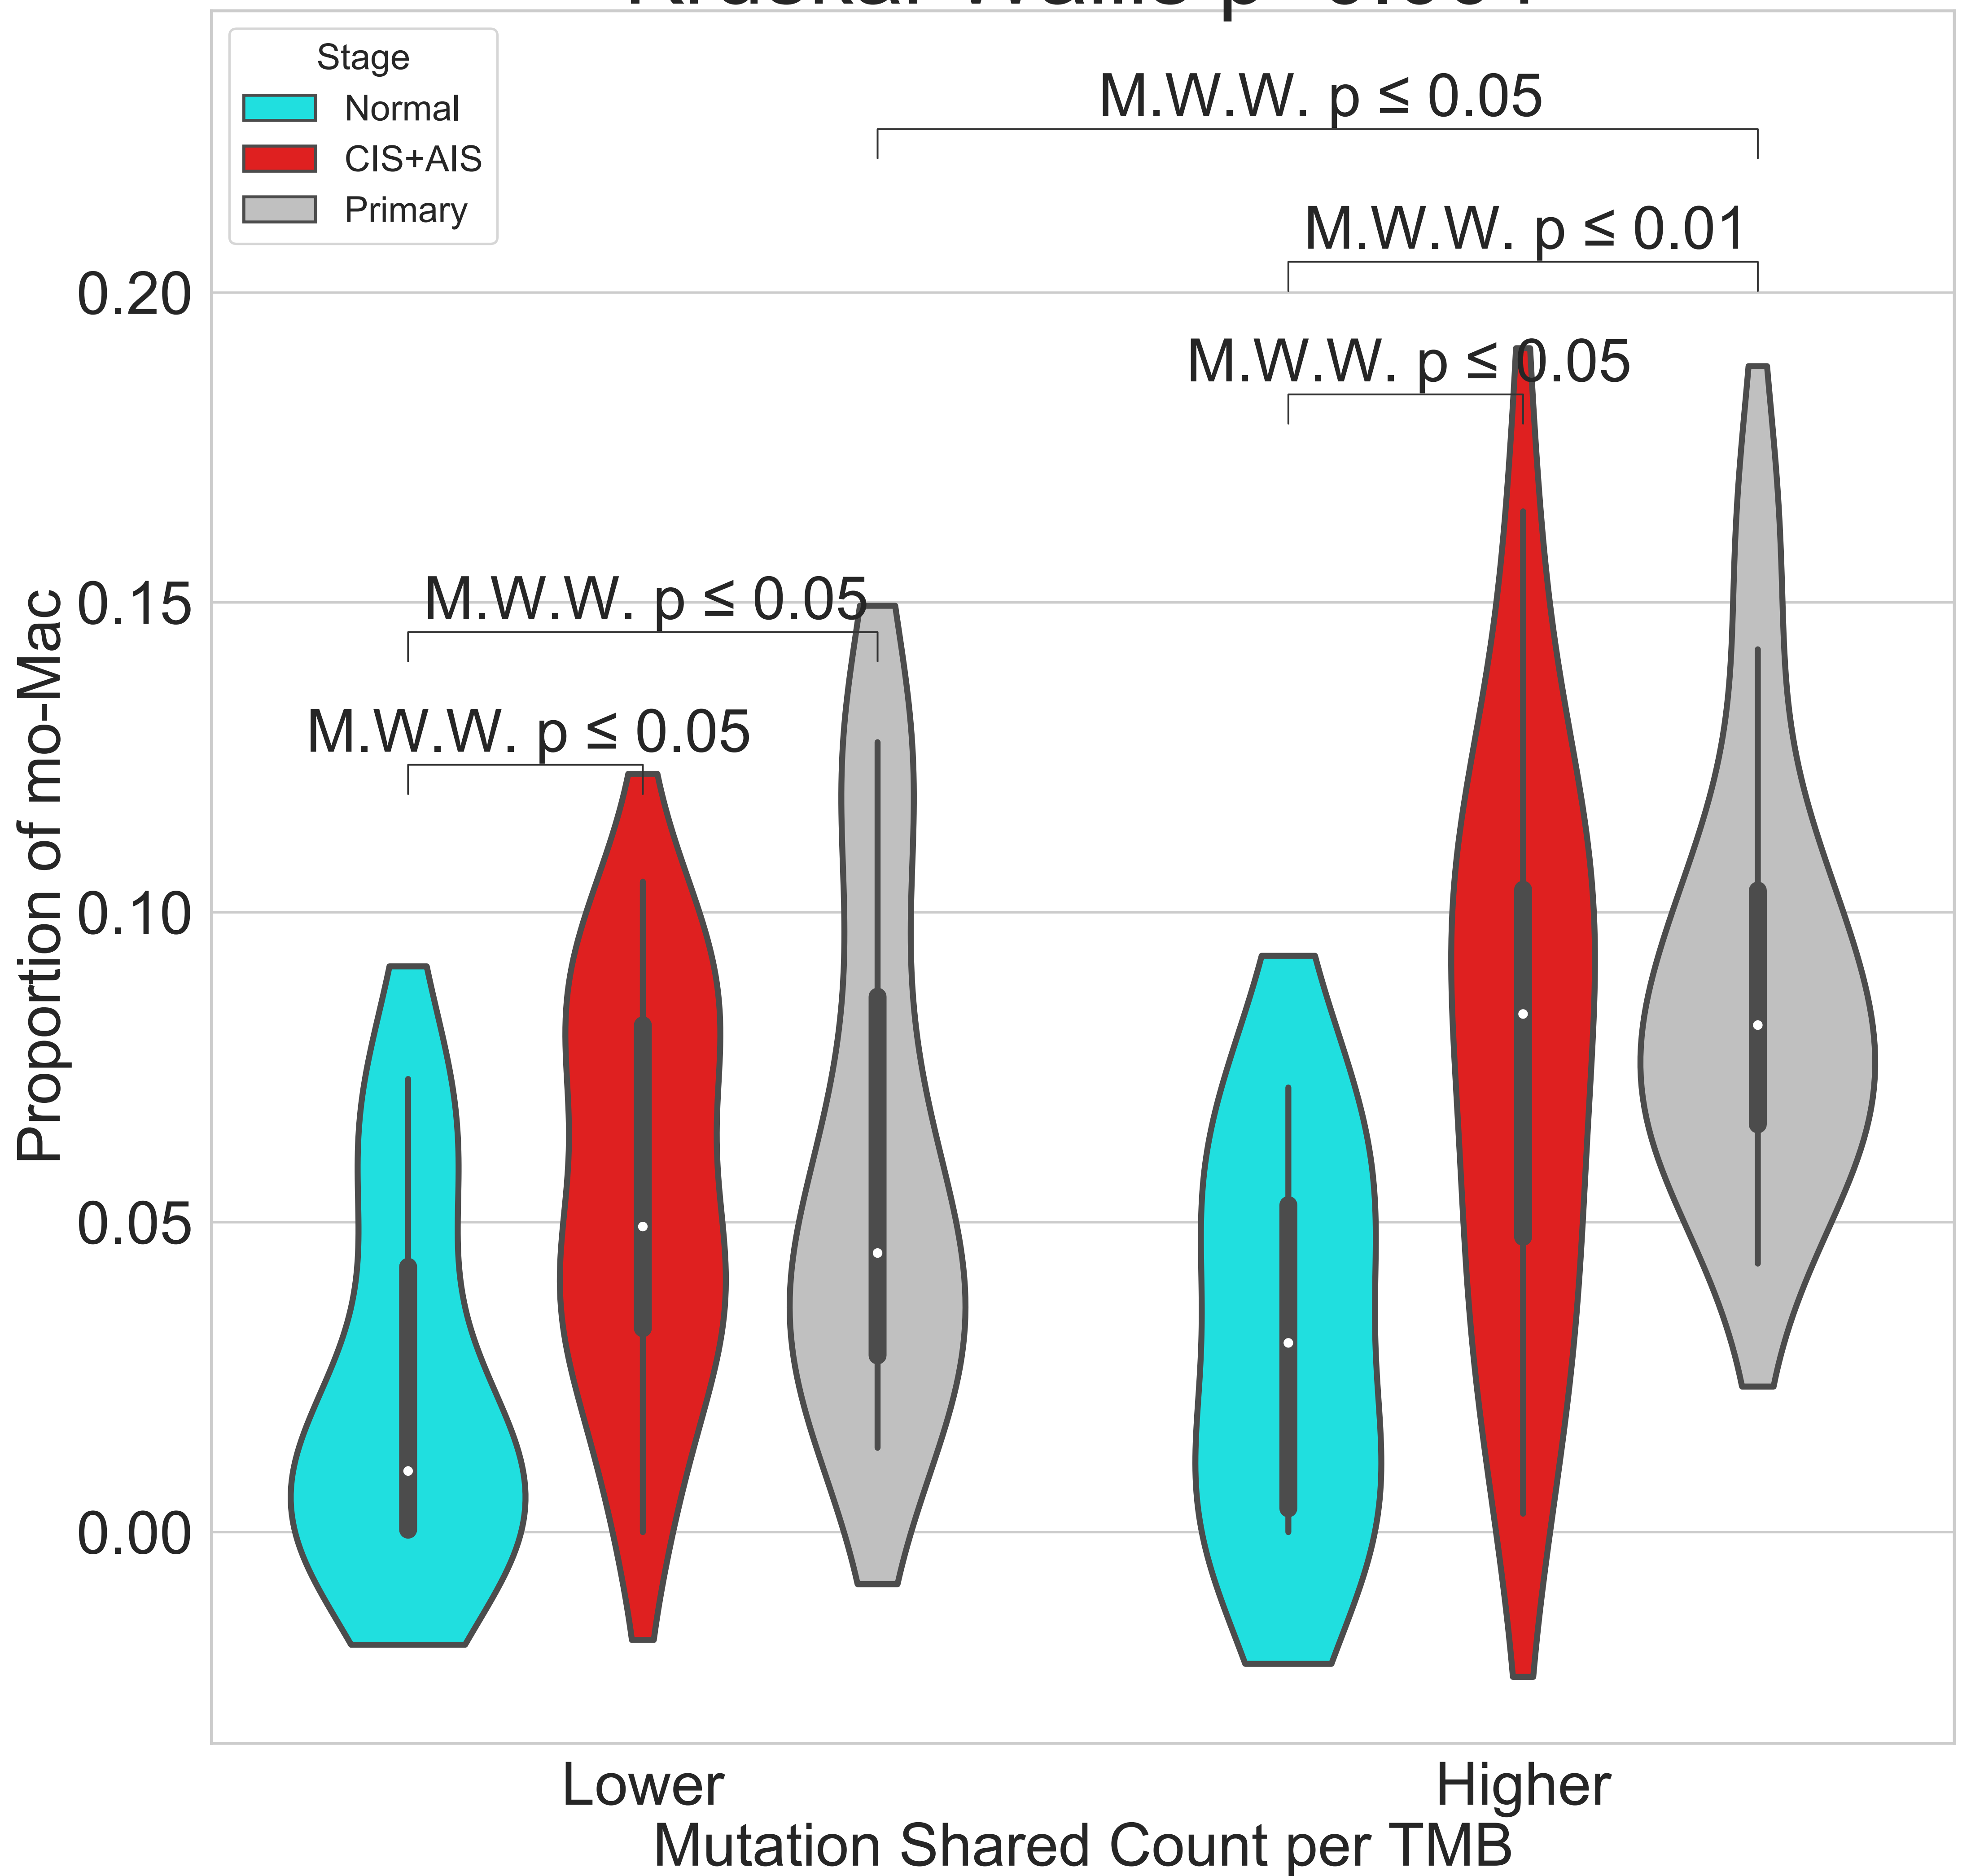 Stage
Normal
CIS+AIS
Primary
M.W.W. p ≤ 0.05
M.W.W. p ≤ 0.01
M.W.W. p ≤ 0.05
M.W.W. p ≤ 0.05
M.W.W. p ≤ 0.05
Proportion of mo-Mac
0.20
0.15
0.10
0.05
0.00
Lower
Higher
Mutation Shared Count per TMB